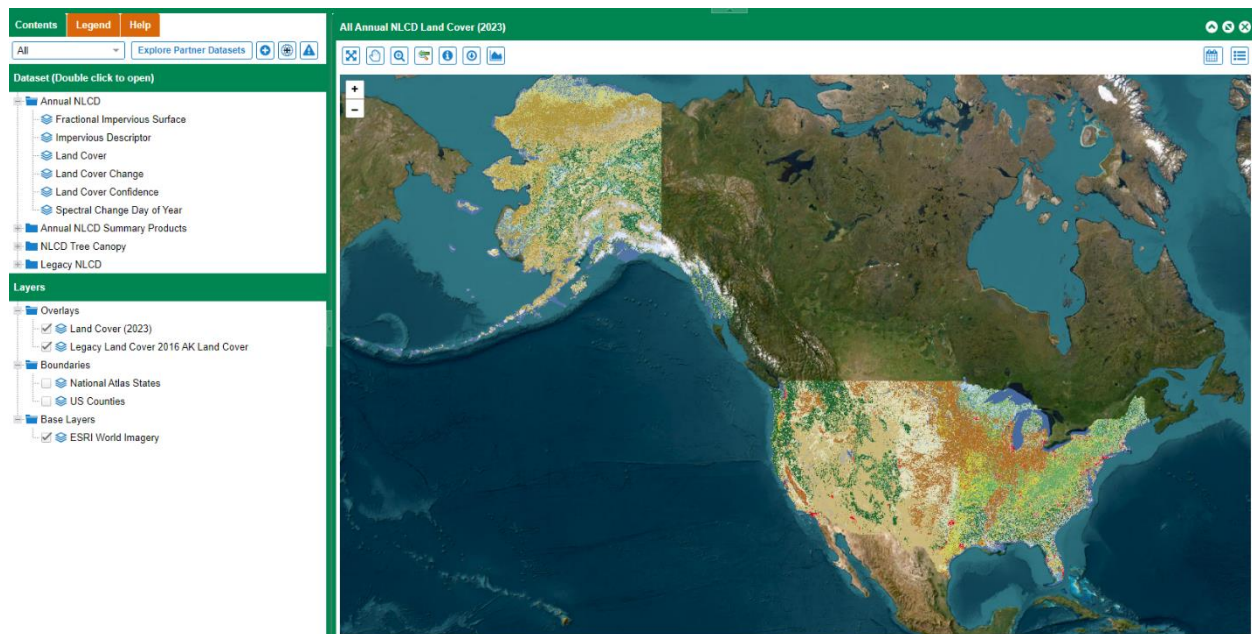 Contents Legend Help
All Explore Partner Datasets
Dataset (Double click to open)
Annual NLCD
Fractional Impervious Surface
Impervious Descriptor
Land Cover
Land Cover Change
Land Cover Confidence
Spectral Change Day of Year
Annual NLCD Summary Products
NLCD Tree Canopy
Legacy NLCD
Layers
Overlays
Land Cover (2023)
Legacy Land Cover 2016 AK Land Cover
Boundaries
National Atlas States
US Counties
Base Layers
ESRI World Imagery
All Annual NLCD Land Cover (2023)
+
−